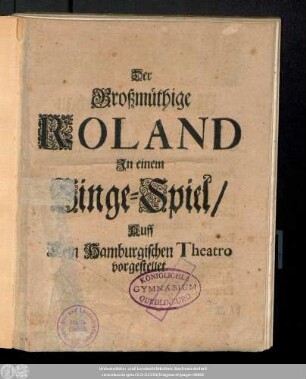 Der
Großmüthige
ROLAND
In einem
Singe-Spiel/
Auff
Dem Hamburgischen Theatro
vorgestellet.
KÖNIGLICHES
GYMNASIUM
QUEDLINBURG